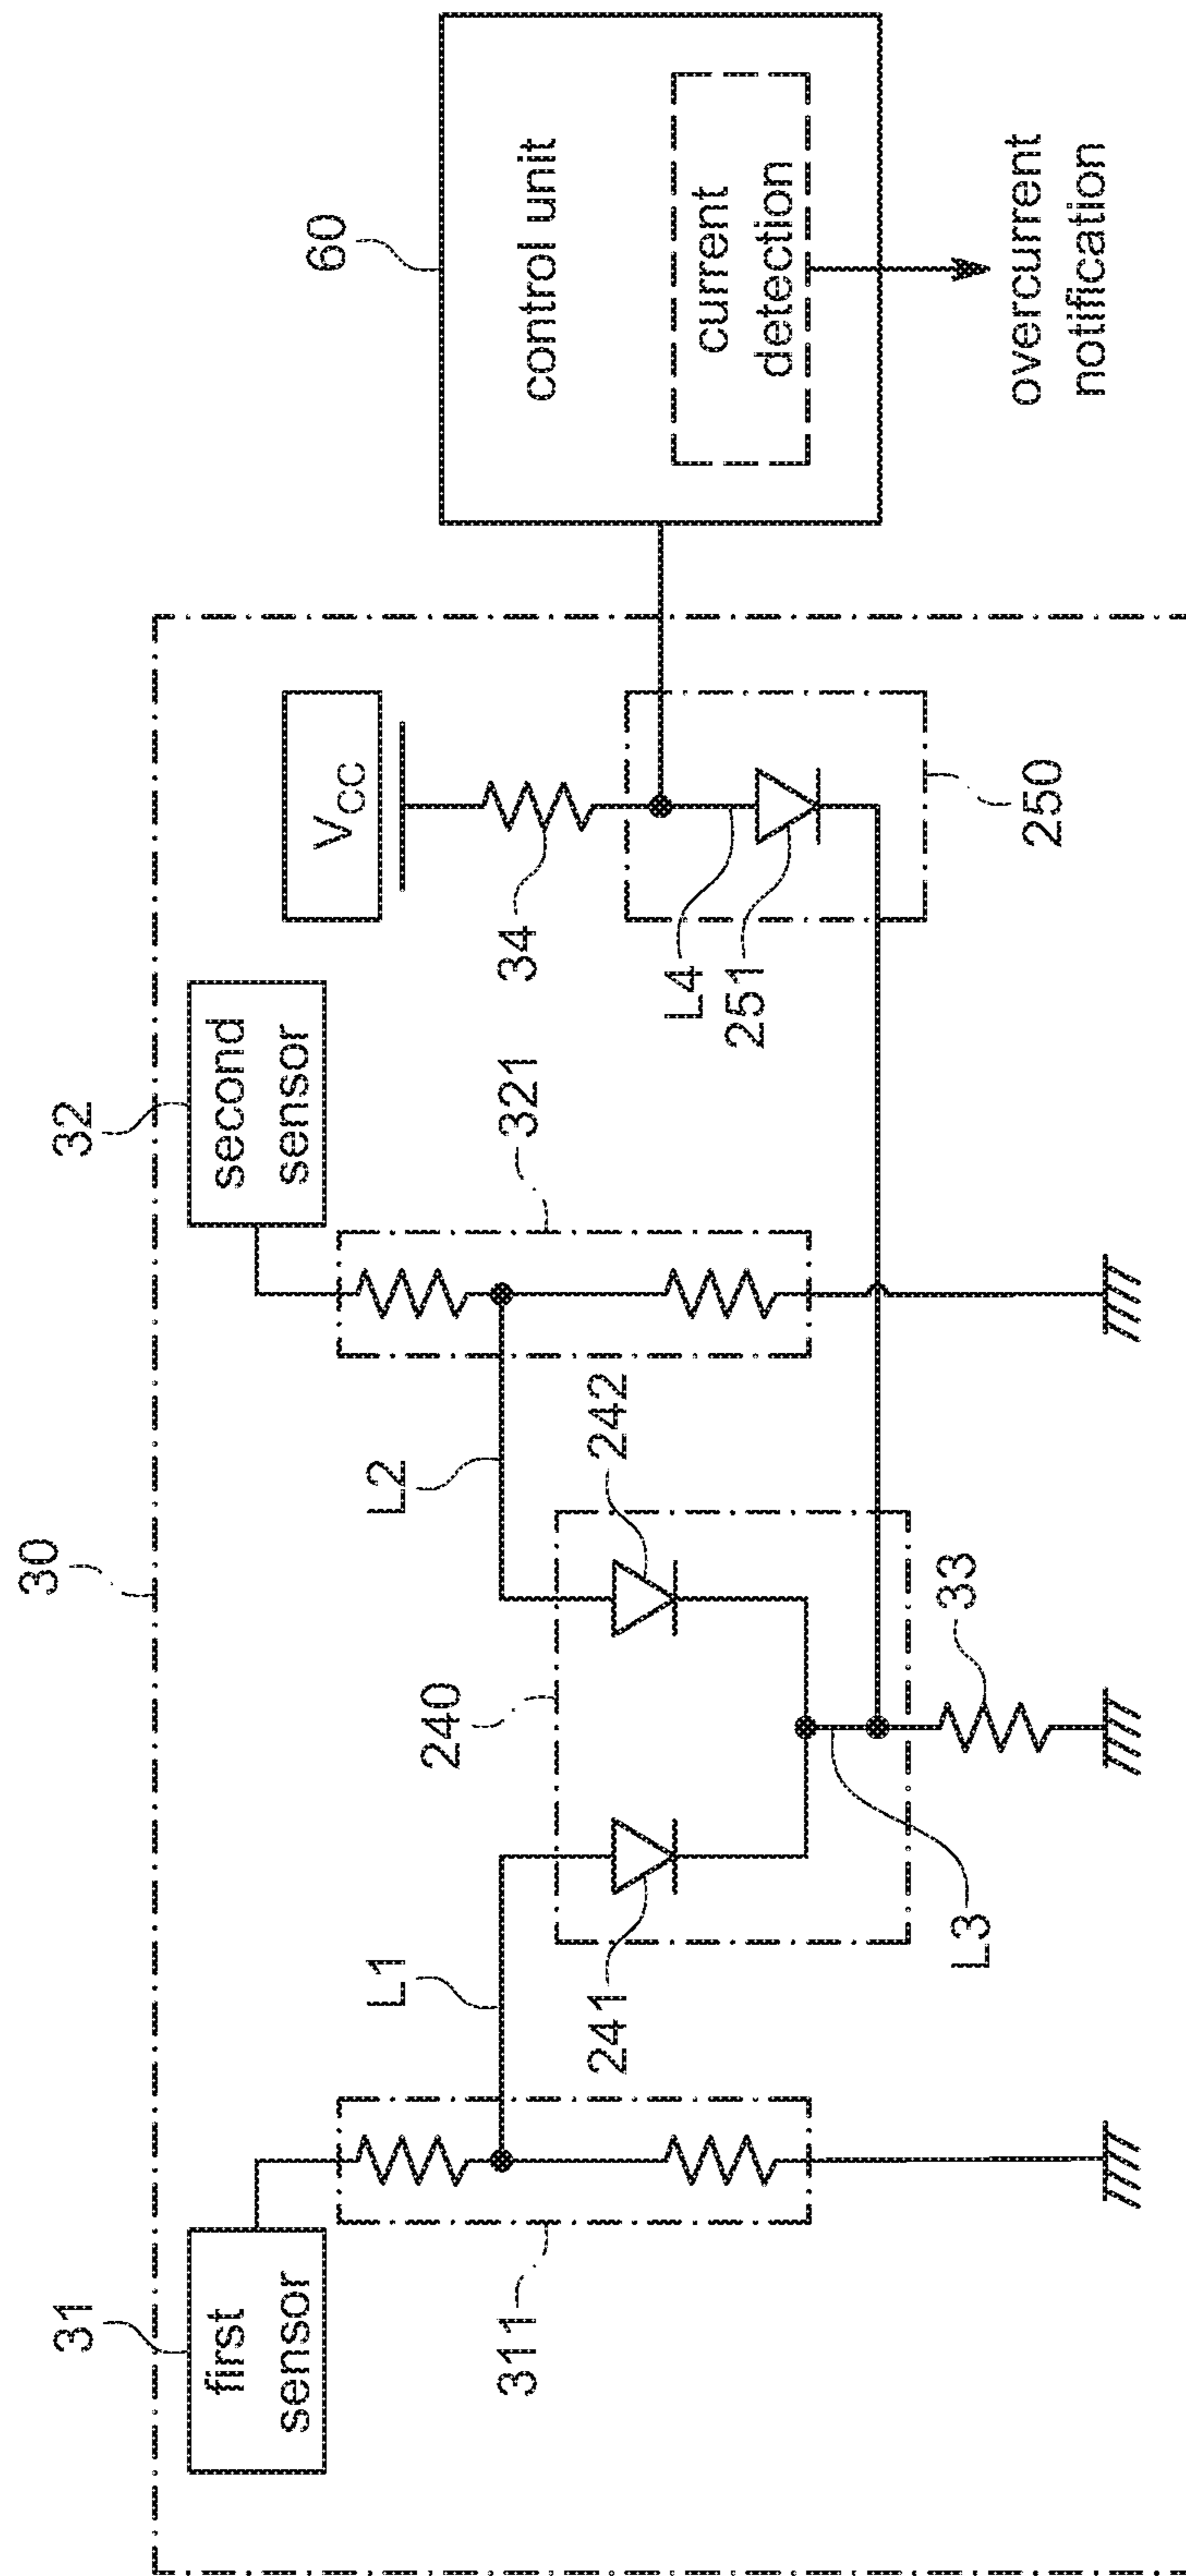 30
31
first
sensor
32
second
sensor
60
control unit
current
detection
overcurrent
notification
VCC
34
L4
251
250
311
L1
241
240
L2
242
321
L3
33